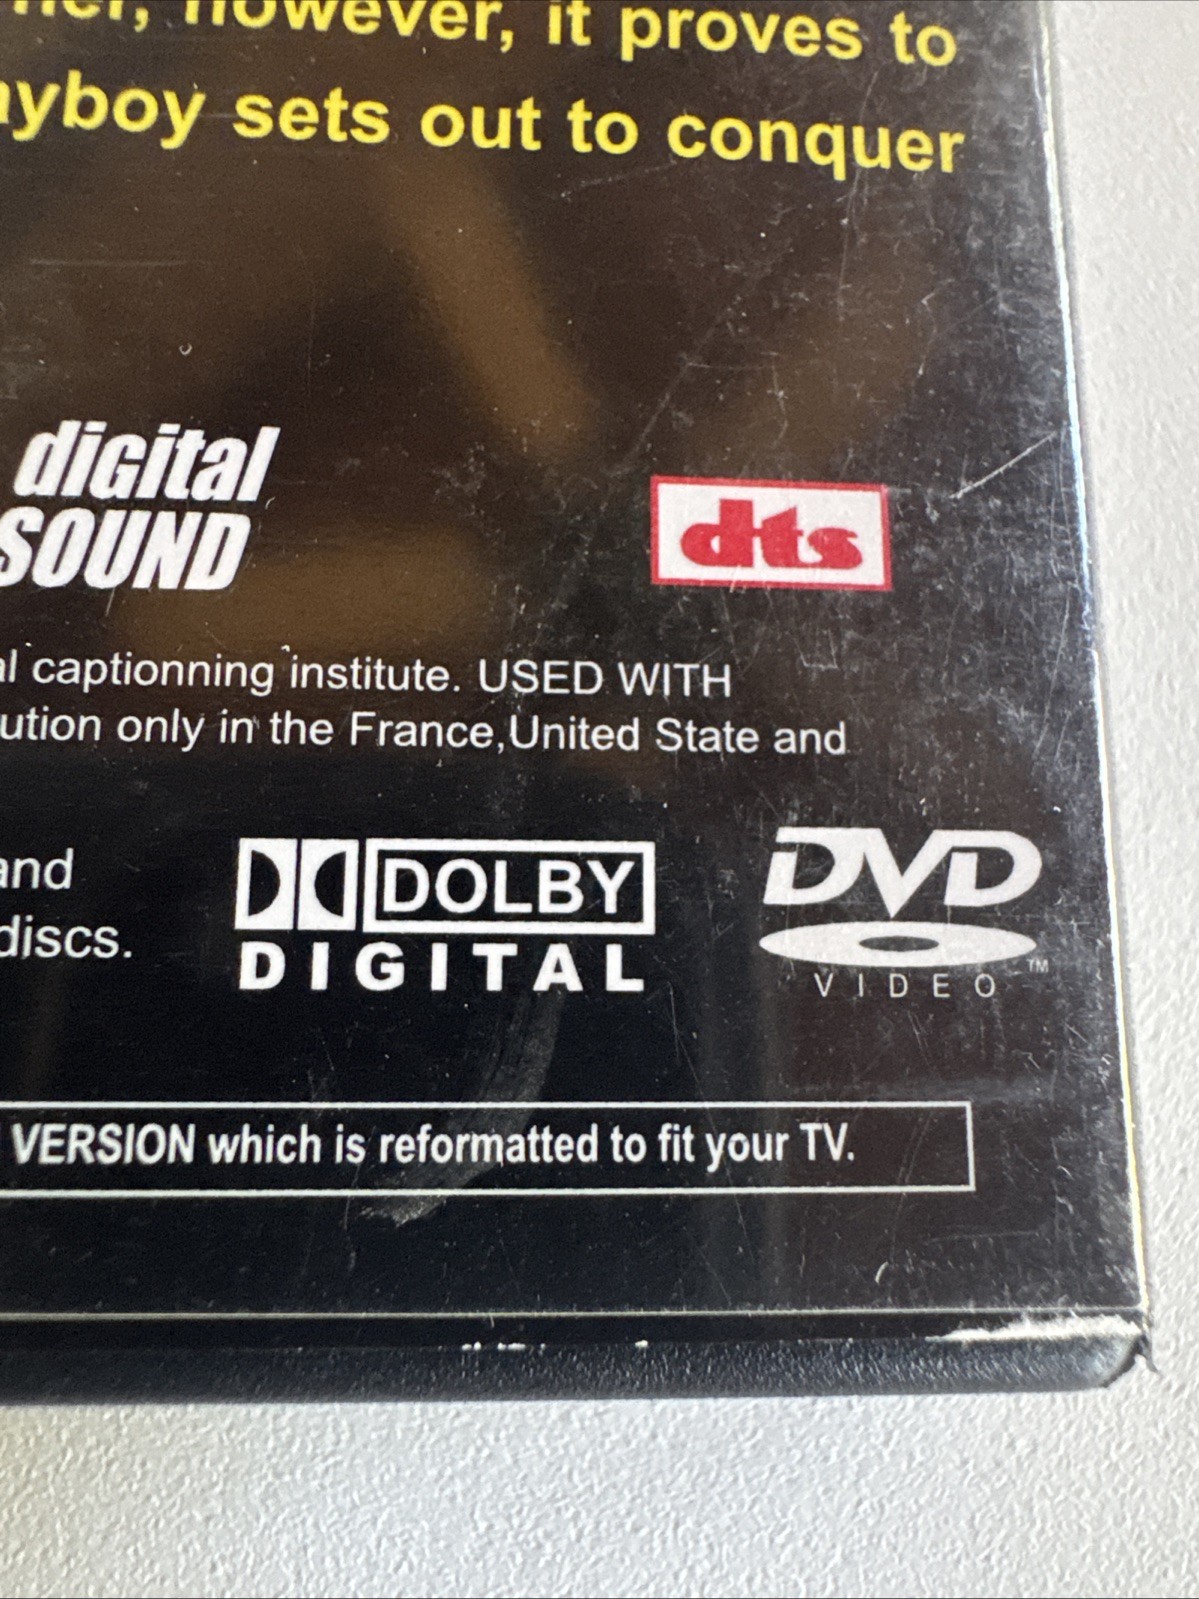 however, it proves to
ayboy sets out to conquer
digital
SOUND
dts
al captionning institute. USED WITH
ution only in the France,United State and
and
discs.
DOLBY
DIGITAL
DVD
VIDEO
TM
VERSION which is reformatted to fit your TV.